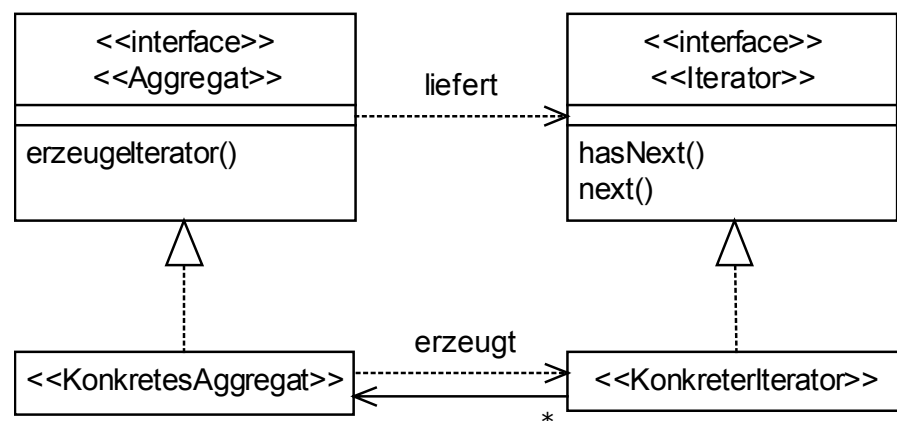 <<interface>>
<<Aggregat>>
erzeugeIterator()
liefert
<<interface>>
<<Iterator>>
hasNext()
next()
<<KonkretesAggregat>>
erzeugt
*
<<KonkreterIterator>>